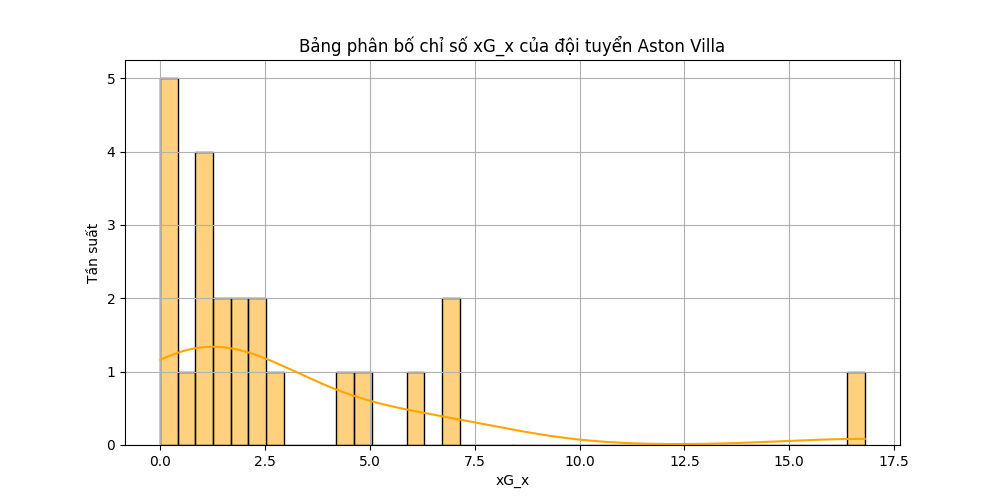 Bảng phân bố chỉ số xG_x của đội tuyển Aston Villa
Tần suất
5
4
3
2
1
0
0.0 2.5 5.0 7.5 10.0 12.5 15.0 17.5
xG_x